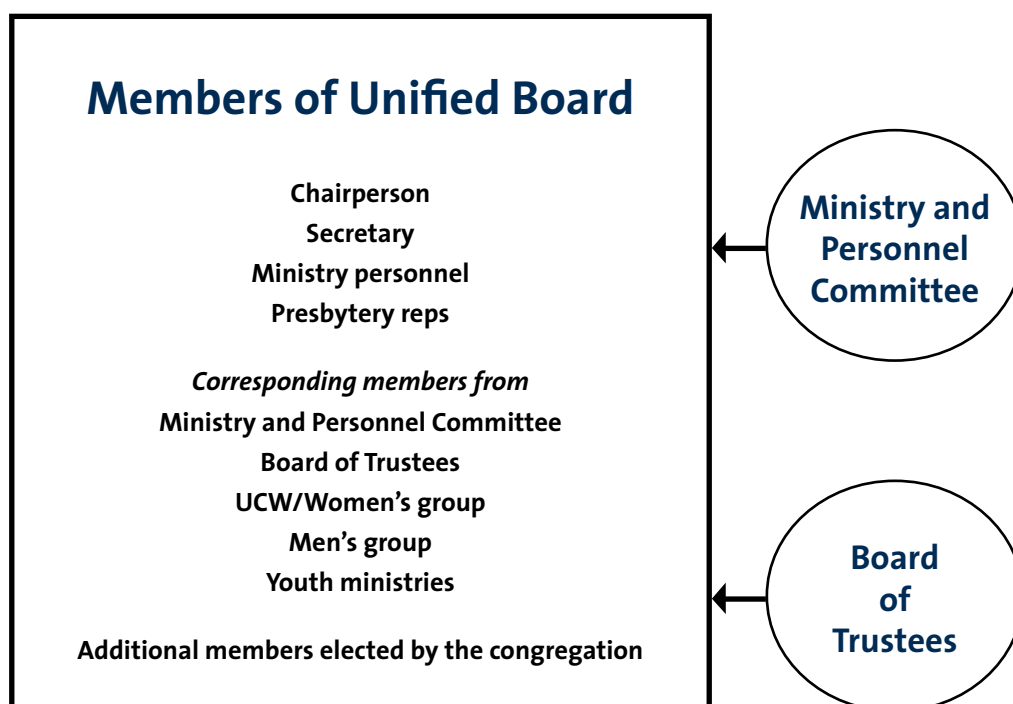 Members of Unified Board
Chairperson
Secretary
Ministry personnel
Presbytery reps
Corresponding members from
Ministry and Personnel Committee
Board of Trustees
UCW/Women’s group
Men’s group
Youth ministries
Additional members elected by the congregation
Ministry and
Personnel
Committee
Board
of
Trustees